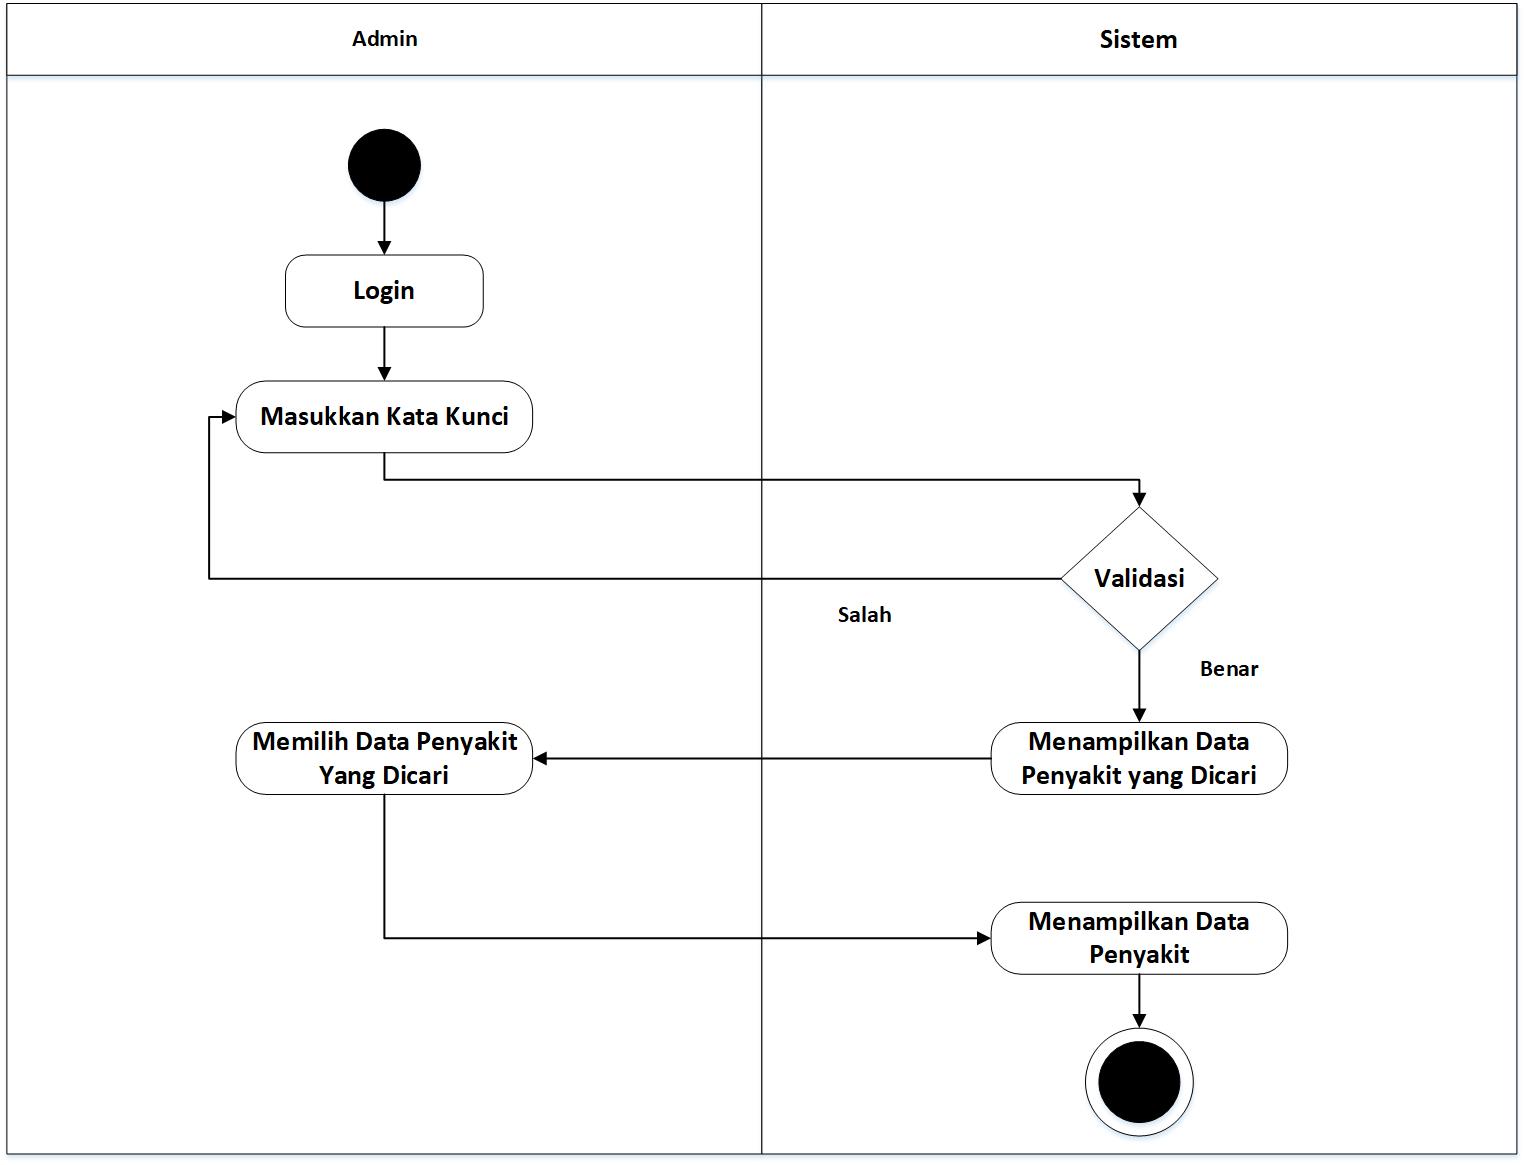 Admin
Sistem
Login
Masukkan Kata Kunci
Validasi
Salah
Benar
Memilih Data Penyakit
Yang Dicari
Menampilkan Data
Penyakit yang Dicari
Menampilkan Data
Penyakit